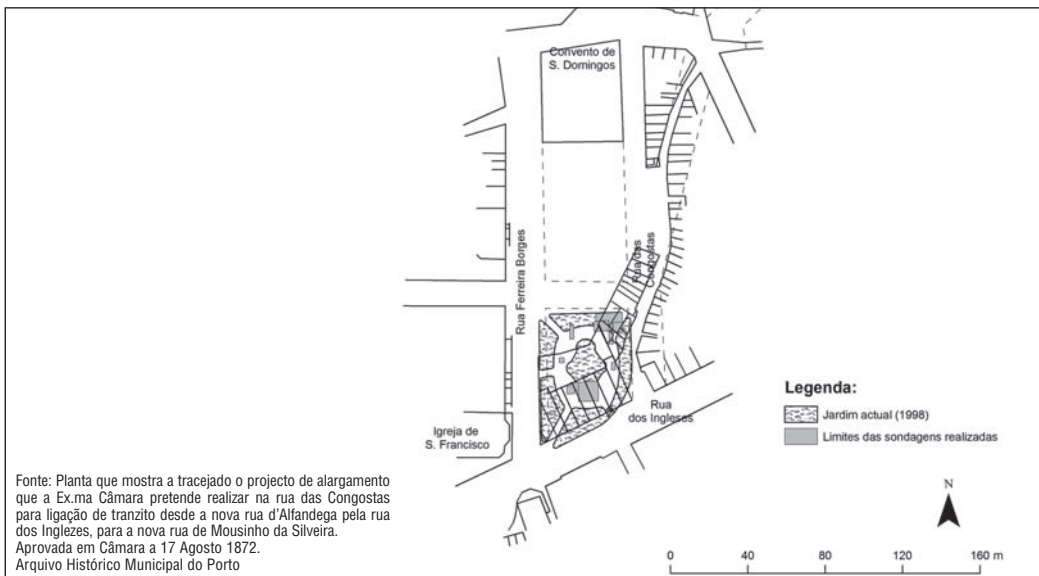 Convento de
S. Domingos
Rua Ferreira Borges
Rua das
Congostas
Rua
dos Ingleses
Igreja de
S. Francisco
Legenda:
Jardim actual (1998)
Limites das sondagens realizadas
Fonte: Planta que mostra a tracejado o projecto de alargamento
que a Ex.ma Câmara pretende realizar na rua das Congostas
para ligação de tranzito desde a nova rua d'Alfandega pela rua
dos Inglezes, para a nova rua de Mousinho da Silveira.
Aprovada em Câmara a 17 Agosto 1872.
Arquivo Histórico Municipal do Porto
N
0 40 80 120 160 m